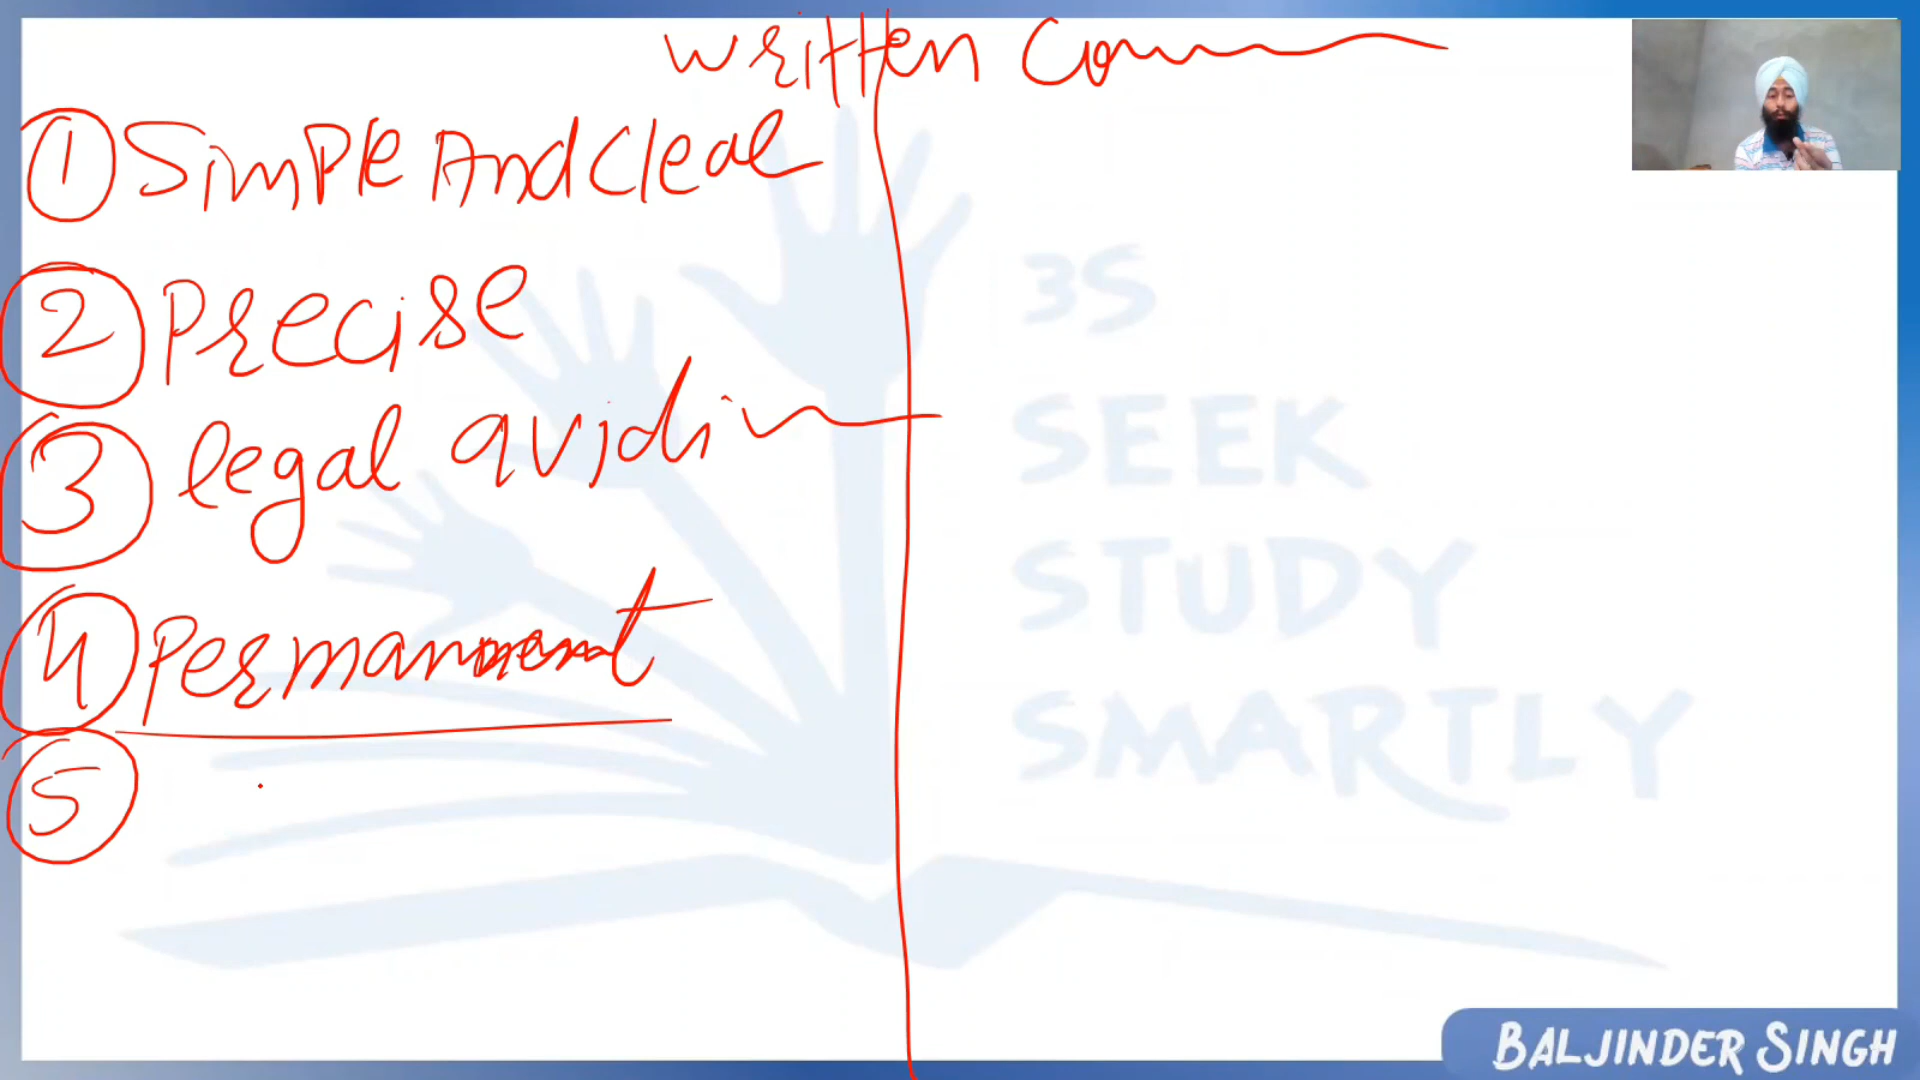 Written Com
1 Simple And Clear
2 Precise
3 legal avidin
4 Permanent
5
3S
SEEK
STUDY
SMARTLY
BALJINDER SINGH